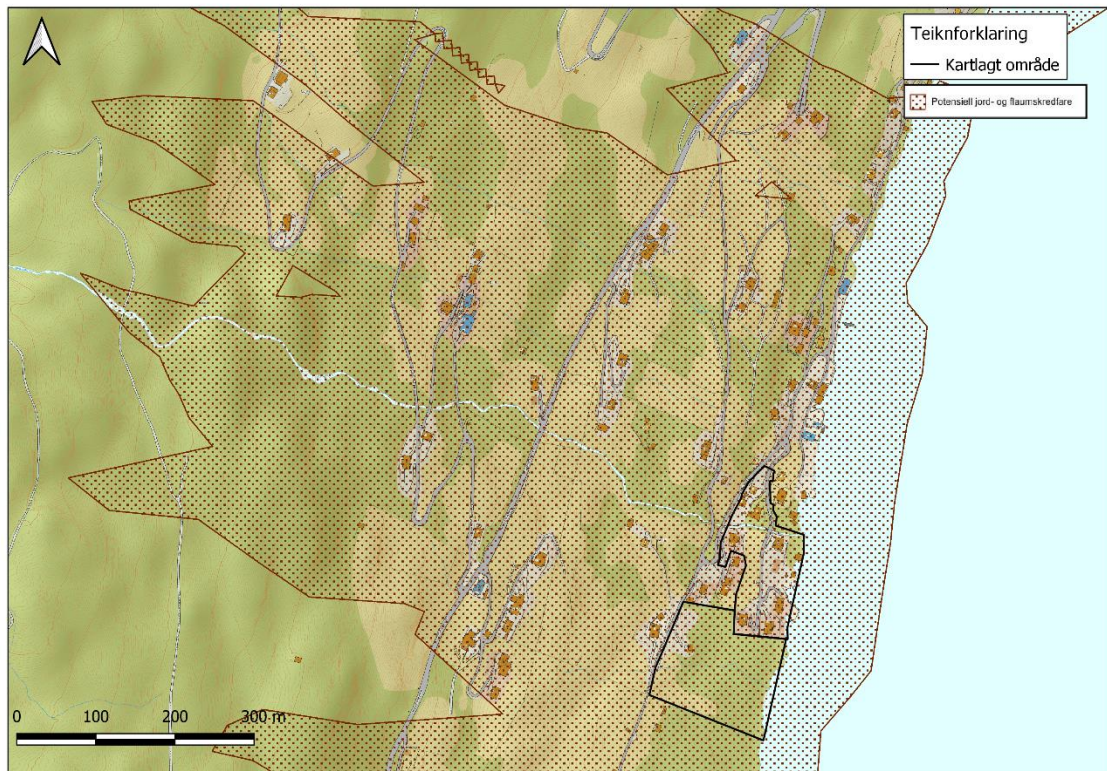 Teiknforklaring
Kartlagt område
Potensiell jord- og flaumskredfare
0 100 200 300 m